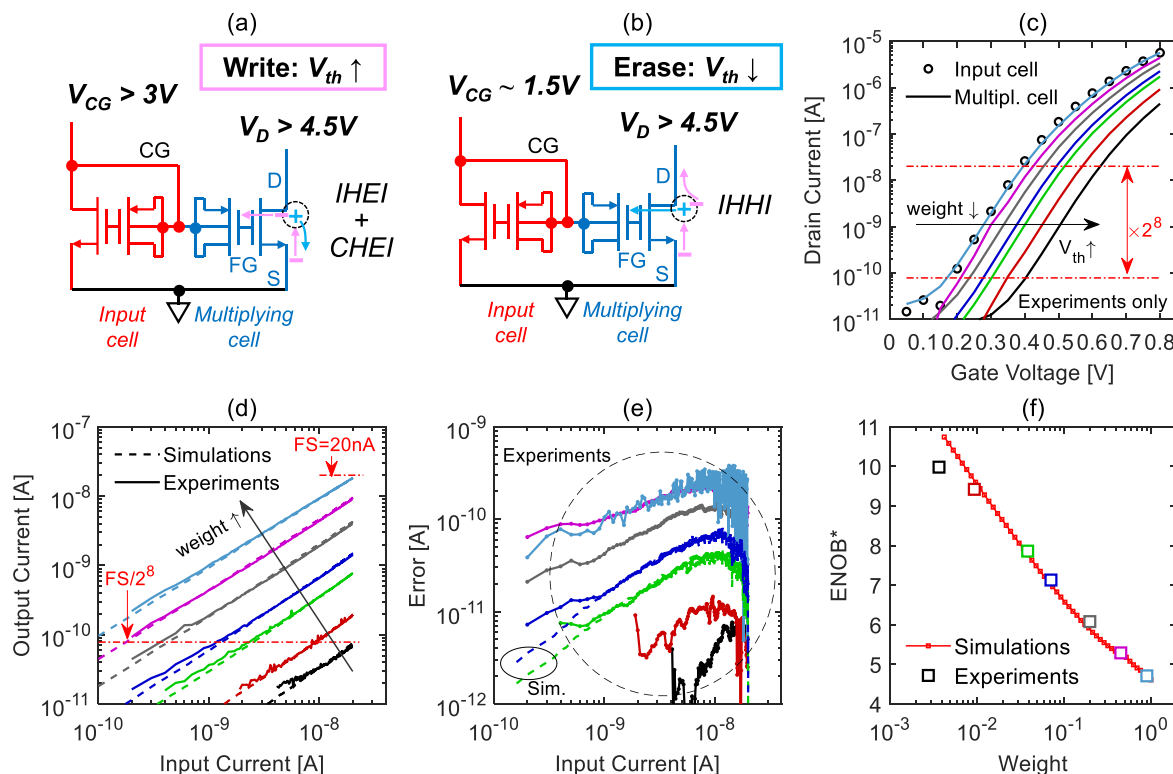 (a)
Write: Vth ↑
VCG > 3V
VD > 4.5V
CG
D
IHEI
+
CHEI
FG
S
Input
cell
Multiplying
cell
(b)
Erase: Vth ↓
VCG ~ 1.5V
VD > 4.5V
CG
D
IHHI
FG
S
Input
cell
Multiplying
cell
(c)
Drain Current [A]
10^-5
10^-6
10^-7
10^-8
10^-9
10^-10
10^-11
Input cell
Multipl. cell
weight ↓
Vth↑
×2^8
Experiments only
0 0.1 0.2 0.3 0.4 0.5 0.6 0.7 0.8
Gate Voltage [V]
(d)
Output Current [A]
10^-7
10^-8
10^-9
10^-10
10^-11
Simulations
Experiments
FS=20nA
weight ↑
FS/2^8
10^-10 10^-9 10^-8
Input Current [A]
(e)
Error [A]
10^-9
10^-10
10^-11
10^-12
Experiments
Sim.
10^-10 10^-9 10^-8
Input Current [A]
(f)
ENOB*
11
10
9
8
7
6
5
4
Simulations
Experiments
10^-3 10^-2 10^-1 10^0
Weight